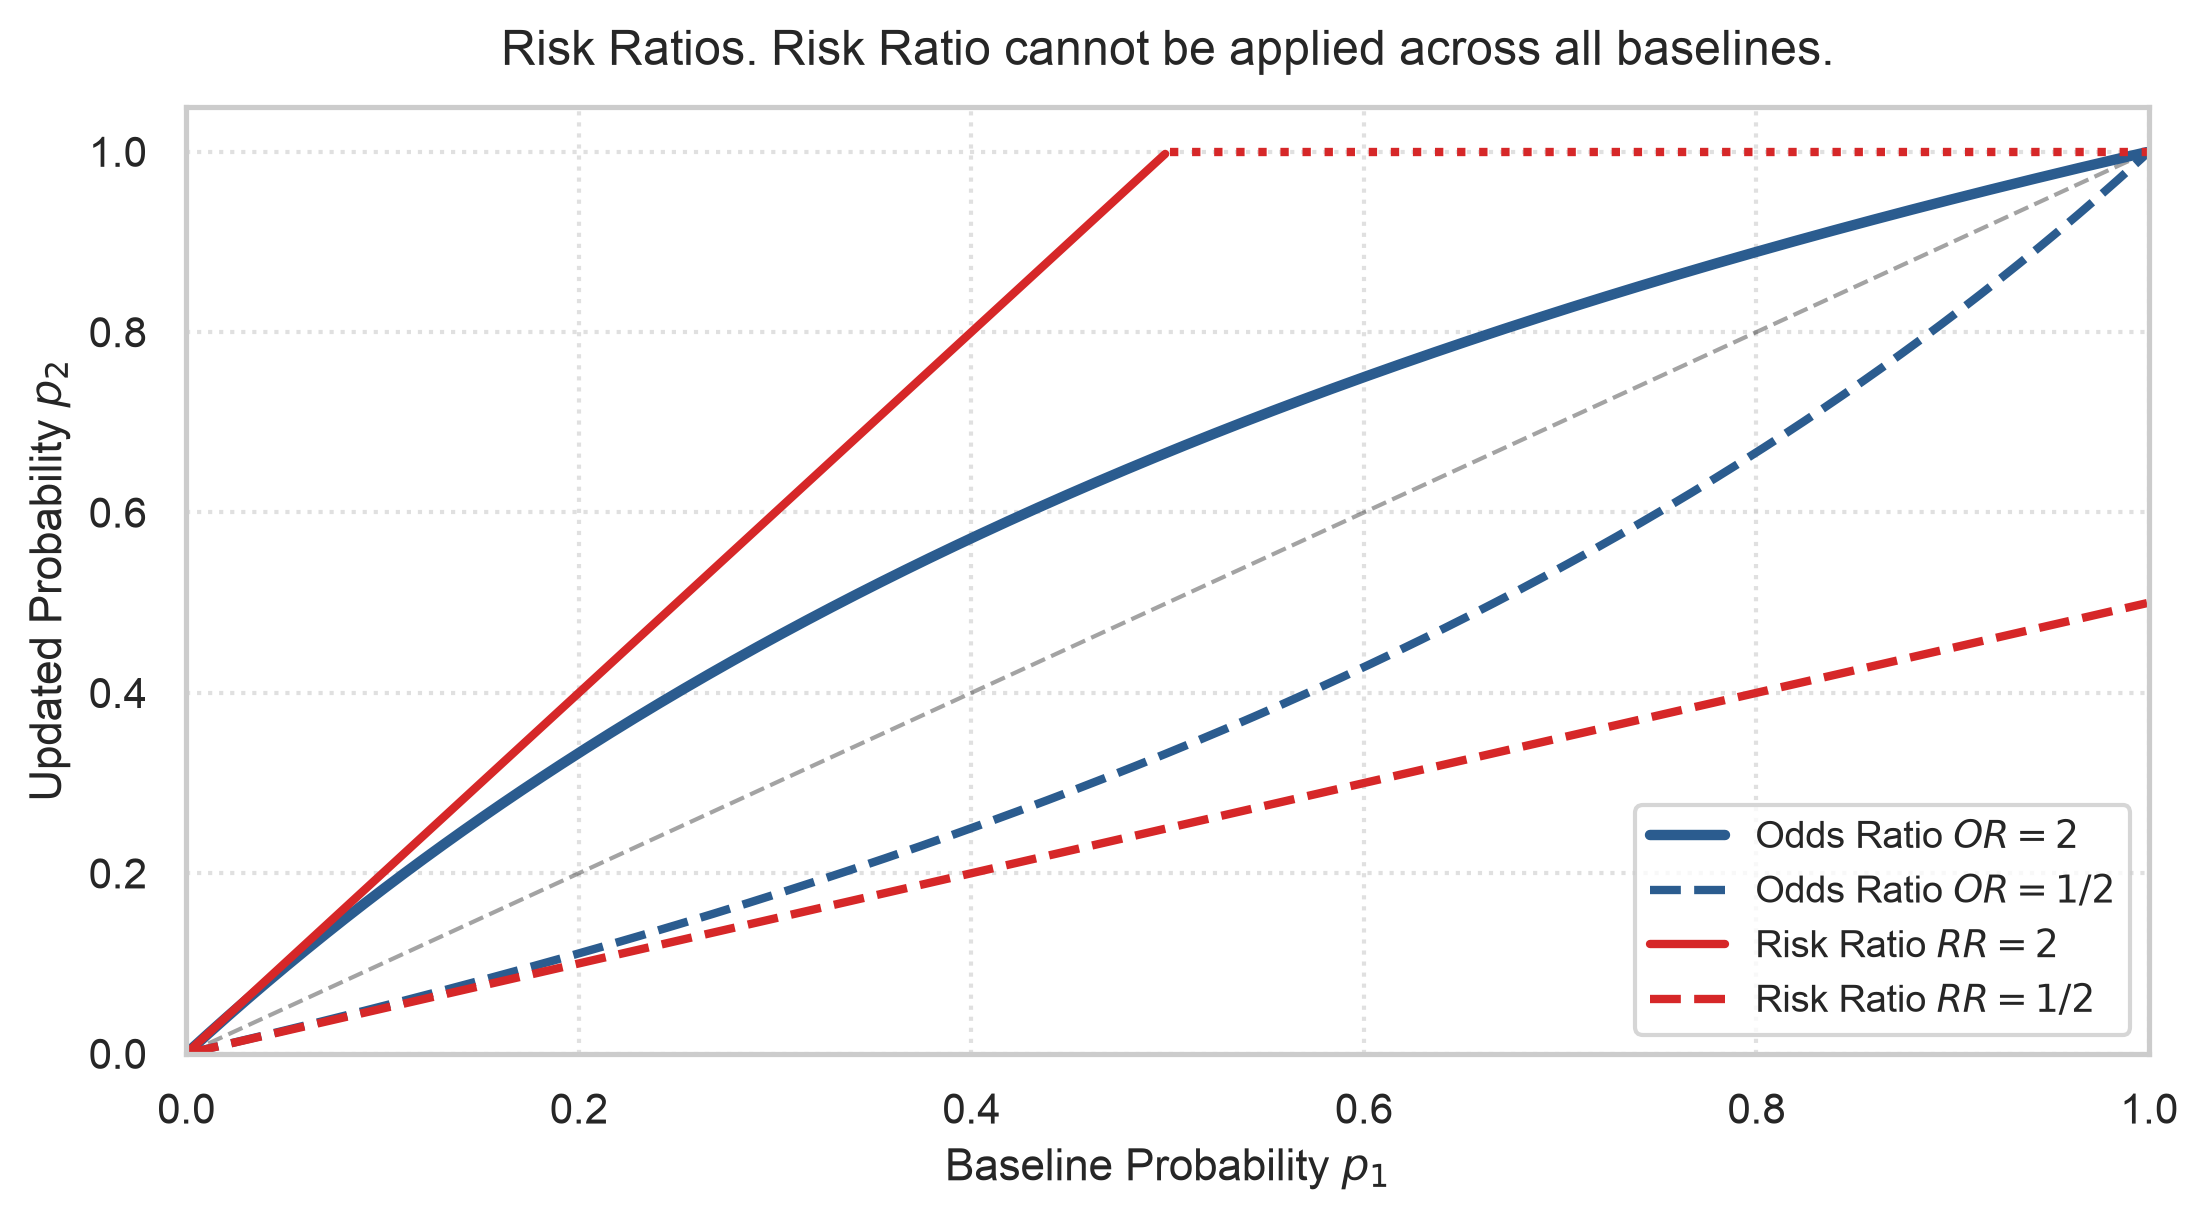 Risk Ratios. Risk Ratio cannot be applied across all baselines.
1.0
0.8
0.6
0.4
0.2
0.0
Updated Probability p₂
0.0 0.2 0.4 0.6 0.8 1.0
Baseline Probability p₁
Odds Ratio OR = 2
Odds Ratio OR = 1/2
Risk Ratio RR = 2
Risk Ratio RR = 1/2